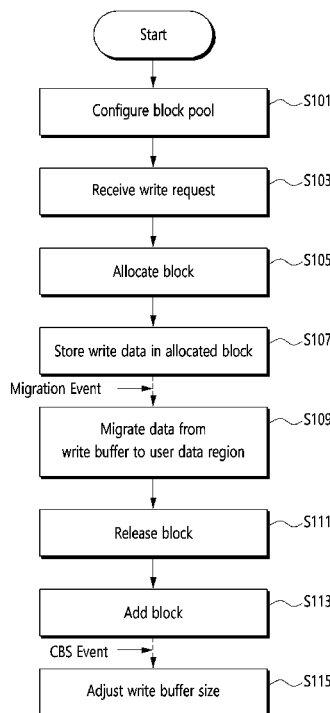 Start
Configure block pool
S101
Receive write request
S103
Allocate block
S105
Store write data in allocated block
S107
Migration Event
Migrate data from
write buffer to user data region
S109
Release block
S111
Add block
S113
CBS Event
Adjust write buffer size
S115